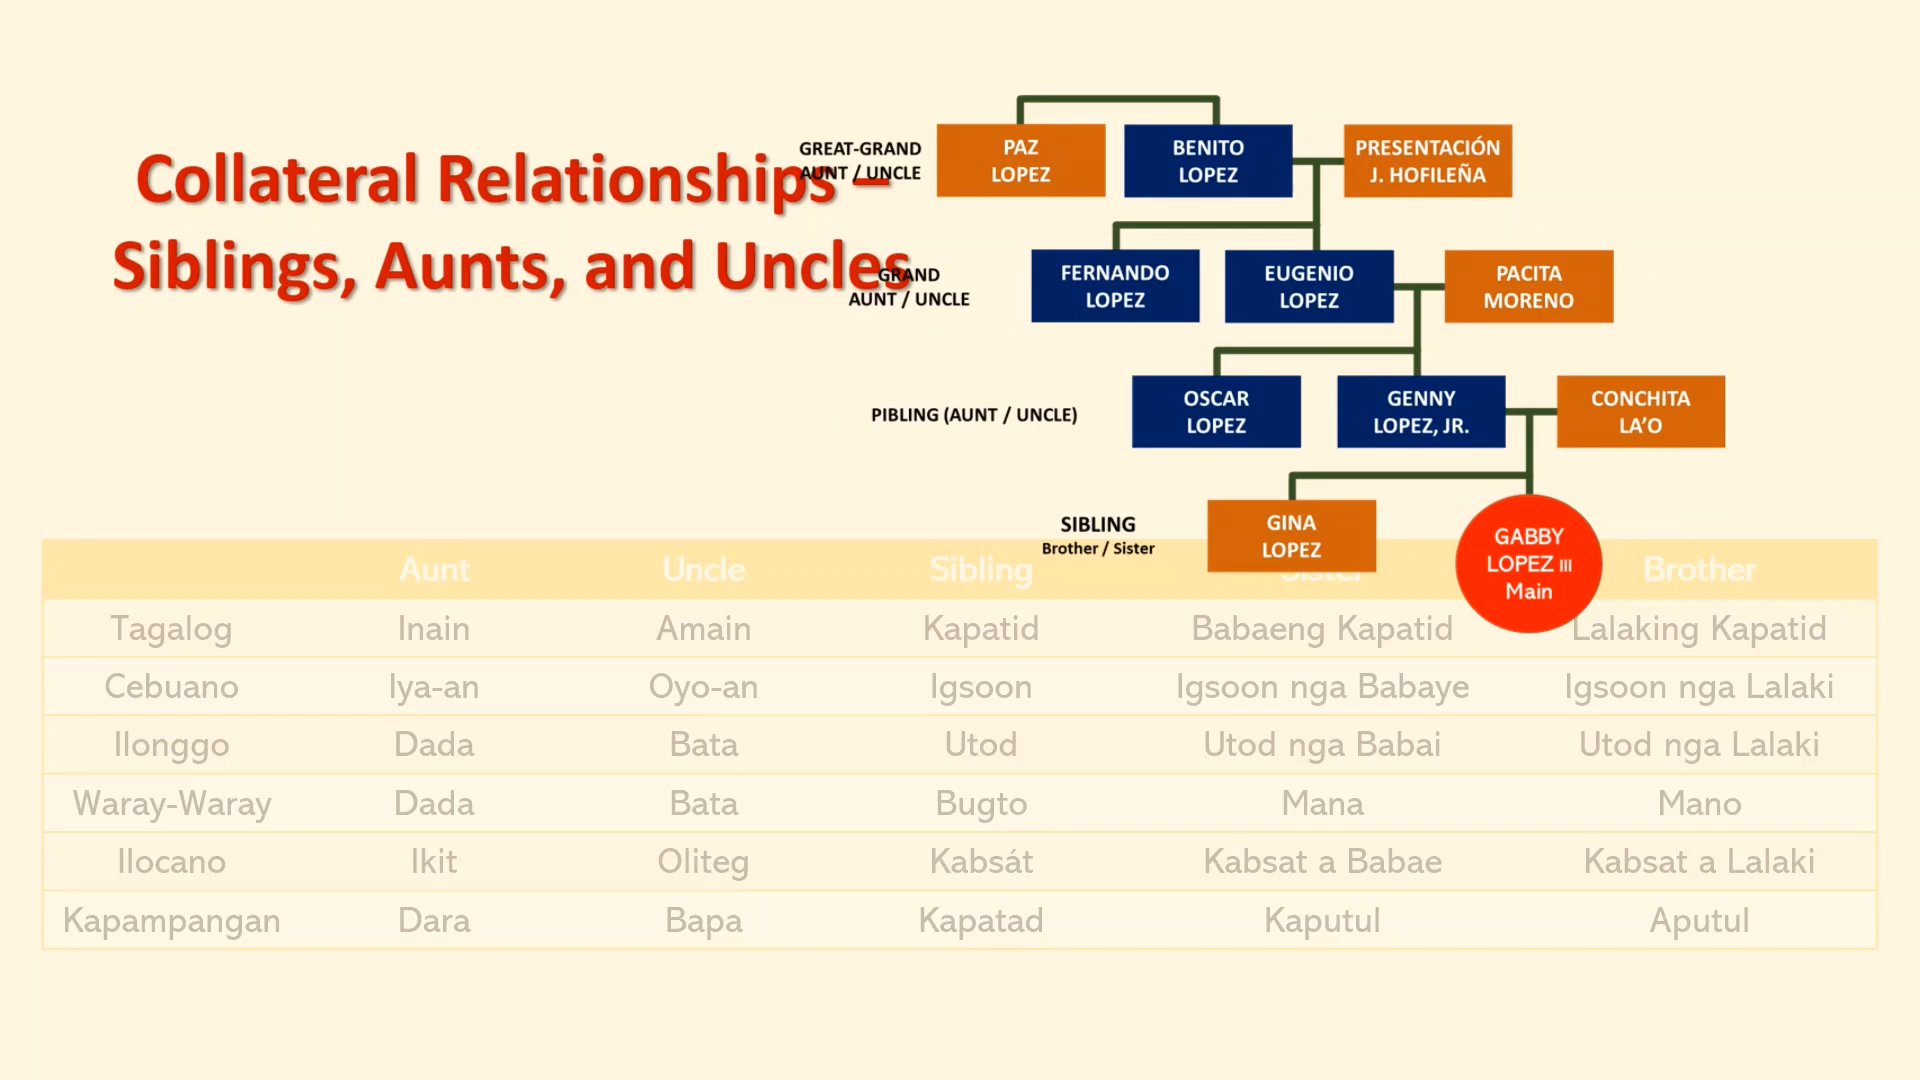 Collateral Relationships –
Siblings, Aunts, and Uncles
GREAT-GRAND
AUNT / UNCLE
PAZ
LOPEZ
BENITO
LOPEZ
PRESENTACIÓN
J. HOFILEÑA
GRAND
AUNT / UNCLE
FERNANDO
LOPEZ
EUGENIO
LOPEZ
PACITA
MORENO
PIBLING (AUNT / UNCLE)
OSCAR
LOPEZ
GENNY
LOPEZ, JR.
CONCHITA
LA’O
SIBLING
Brother / Sister
GINA
LOPEZ
GABBY
LOPEZ III
Main
Aunt Uncle Sibling Sister Brother
Tagalog Inain Amain Kapatid Babaeng Kapatid Lalaking Kapatid
Cebuano Iya-an Oyo-an Igsoon Igsoon nga Babaye Igsoon nga Lalaki
Ilonggo Dada Bata Utod Utod nga Babai Utod nga Lalaki
Waray-Waray Dada Bata Bugto Mana Mano
Ilocano Ikit Oliteg Kabsát Kabsat a Babae Kabsat a Lalaki
Kapampangan Dara Bapa Kapatad Kaputul Aputul